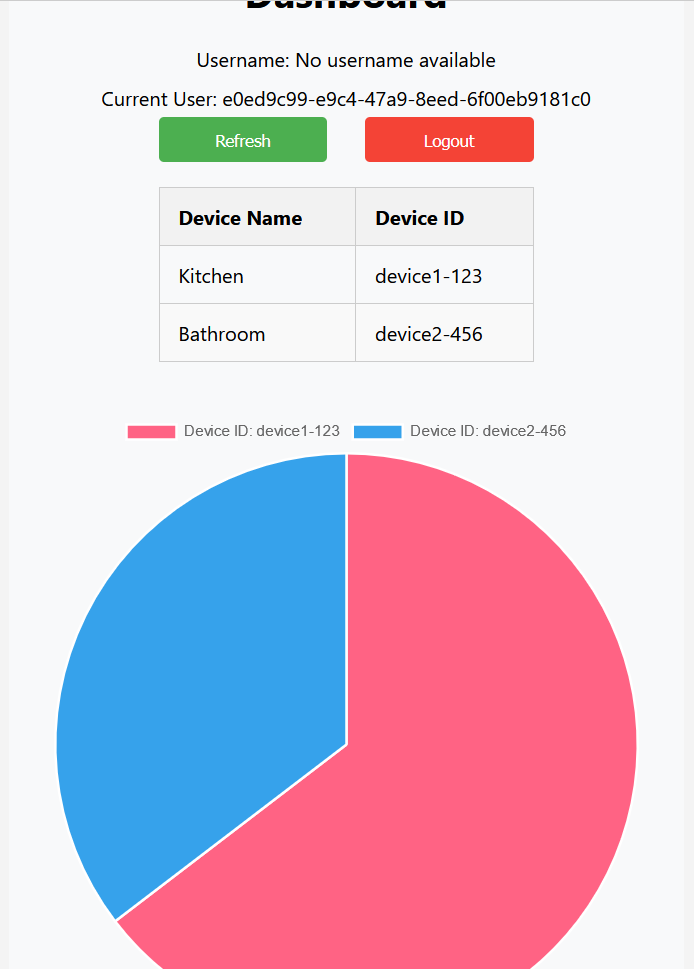 Dashboard
Username: No username available
Current User: e0ed9c99-e9c4-47a9-8eed-6f00eb9181c0
Refresh Logout
Device Name Device ID
Kitchen device1-123
Bathroom device2-456
Device ID: device1-123 Device ID: device2-456